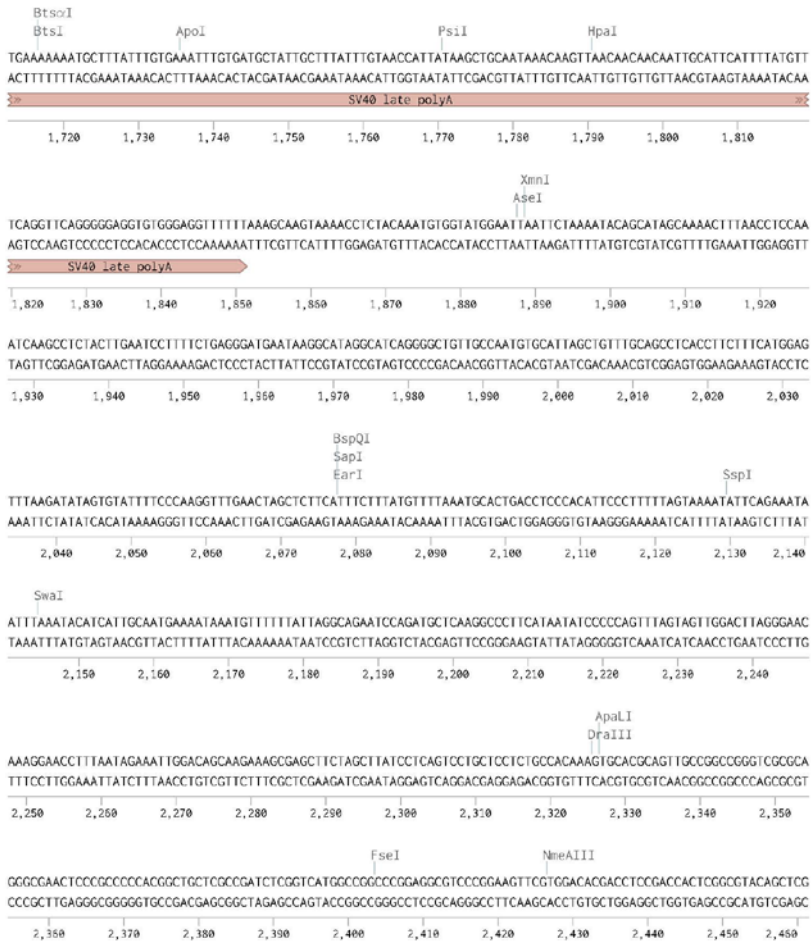 BtsαI
BtsI
ApoI
PsiI
HpaI
TGAAAAAAATGCTTTATTTGTGAAATTTGTGATGCTATTGCTTTATTTGTAACCATTATAAGCTGCAATAAACAAGTTAACAACAACAATTGCATTCATTTTATGTT
ACTTTTTTTACGAAATAAACACTTTAAACACTACGATAACGAAATAAACATTGGTAATATTCGACGTTATTTGTTCAATTGTTGTTGTTAACGTAAGTAAAATACAA
SV40 late polyA
1,720 1,730 1,740 1,750 1,760 1,770 1,780 1,790 1,800 1,810
XmnI
AseI
TCAGGTTCAGGGGGAGGTGTGGGAGGTTTTTTAAAGCAAGTAAAACCTCTACAAATGTGGTATGGAATTAATTCTAAAATACAGCATAGCAAAACTTTAACCTCCAA
AGTCCAAGTCCCCCTCCACACCCTCCAAAAAATTTCGTTCATTTTGGAGATGTTTACACCATACCTTAATTAAGATTTTATGTCGTATCGTTTTGAAATTGGAGGTT
SV40 late polyA
1,820 1,830 1,840 1,850 1,860 1,870 1,880 1,890 1,900 1,910 1,920
ATCAAGCCTCTACTTGAATCCTTTTCTGAGGGATGAATAAGGCATAGGCATCAGGGGCTGTTGCCAATGTGCATTAGCTGTTTGCAGCCTCACCTTCTTTCATGGAG
TAGTTCGGAGATGAACTTAGGAAAAGACTCCCTACTTATTCCGTATCCGTAGTCCCCGACAACGGTTACACGTAATCGACAAACGTCGGAGTGGAAGAAAGTACCTC
1,930 1,940 1,950 1,960 1,970 1,980 1,990 2,000 2,010 2,020 2,030
BspQI
SapI
EarI
SspI
TTTAAGATATAGTGTATTTTCCCAAGGTTTGAACTAGCTCTTCATTTCTTTATGTTTTAAATGCACTGACCTCCCACATTCCCTTTTTAGTAAAATATTCAGAAATA
AAATTCTATATCACATAAAAGGGTTCCAAACTTGATCGAGAAGTAAAGAAATACAAAATTTACGTGACTGGAGGGTGTAAGGGAAAAATCATTTTATAAGTCTTTAT
2,040 2,050 2,060 2,070 2,080 2,090 2,100 2,110 2,120 2,130 2,140
SwaI
ATTTAAATACATCATTGCAATGAAAATAAATGTTTTTTATTAGGCAGAATCCAGATGCTCAAGGCCCTTCATAATATCCCCCAGTTTAGTAGTTGGACTTAGGGAAC
TAAATTTATGTAGTAACGTTACTTTTATTTACAAAAAATAATCCGTCTTAGGTCTACGAGTTCCGGGAAGTATTATAGGGGGTCAAATCATCAACCTGAATCCCTTG
2,150 2,160 2,170 2,180 2,190 2,200 2,210 2,220 2,230 2,240
ApaLI
DraIII
AAAGGAACCTTTAATAGAAATTGGACAGCAAGAAAGCGAGCTTCTAGCTTATCCTCAGTCCTGCTCCTCTGCCACAAAGTGCACGCAGTTGCCGGCCGGGTCGCGCA
TTTCCTTGGAAATTATCTTTAACCTGTCGTTCTTTCGCTCGAAGATCGAATAGGAGTCAGGACGAGGAGACGGTGTTTCACGTGCGTCAACGGCCGGCCCAGCGCGT
2,250 2,260 2,270 2,280 2,290 2,300 2,310 2,320 2,330 2,340 2,350
FseI
NmeAIII
GGGCGAACTCCCGCCCCCACGGCTGCTCGCCGATCTCGGTCATGGCCGGCCCGGAGGCGTCCCGGAAGTTCGTGGACACGACCTCCGACCACTCGGCGTACAGCTCG
CCCGCTTGAGGGCGGGGGTGCCGACGAGCGGCTAGAGCCAGTACCGGCCGGGCCTCCGCAGGGCCTTCAAGCACCTGTGCTGGAGGCTGGTGAGCCGCATGTCGAGC
2,360 2,370 2,380 2,390 2,400 2,410 2,420 2,430 2,440 2,450 2,460